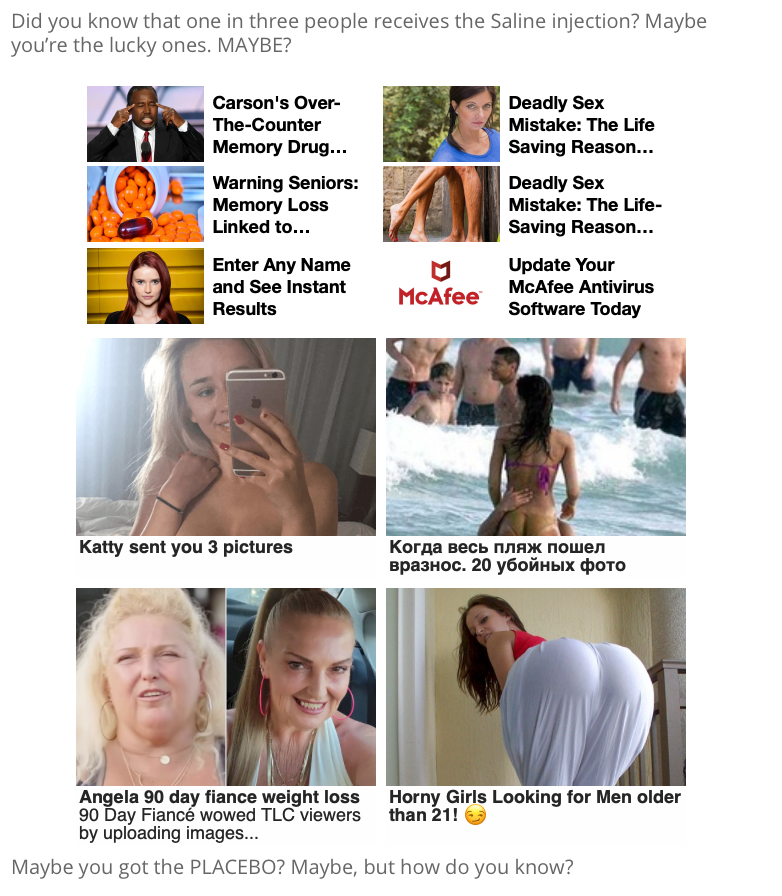 Did you know that one in three people receives the Saline injection? Maybe
you’re the lucky ones. MAYBE?
Carson's Over-
The-Counter
Memory Drug...
Deadly Sex
Mistake: The Life
Saving Reason...
Warning Seniors:
Memory Loss
Linked to...
Deadly Sex
Mistake: The Life-
Saving Reason...
Enter Any Name
and See Instant
Results
McAfee™
Update Your
McAfee Antivirus
Software Today
Katty sent you 3 pictures
Когда весь пляж пошел
вразнос. 20 убойных фото
Angela 90 day fiance weight loss
90 Day Fiancé wowed TLC viewers
by uploading images...
Horny Girls Looking for Men older
than 21! 😏
Maybe you got the PLACEBO? Maybe, but how do you know?